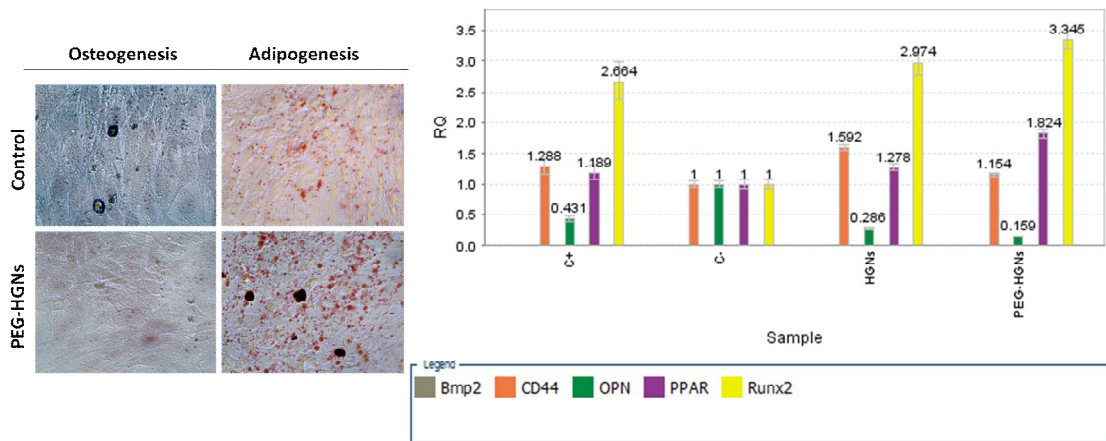 Osteogenesis Adipogenesis
Control
PEG-HGNs
RQ
3.5
3.0
2.5
2.0
1.5
1.0
0.5
0.0
1.288 0.431 1.189 2.664
1 1 1 1
1.592 0.286 1.278 2.974
1.154 0.159 1.824 3.345
C+ C- HGNs PEG-HGNs
Sample
Legend
Bmp2 CD44 OPN PPAR Runx2